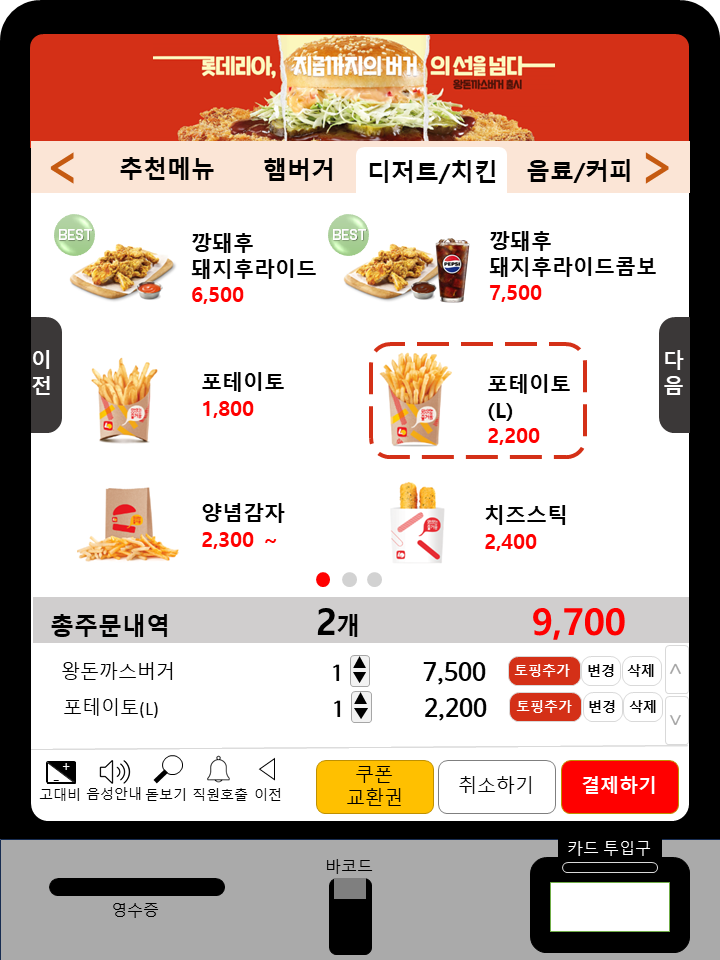 롯데리아, 지금까지의 버거 의 선을 넘다
왕돈까스버거 출시
< 추천메뉴 햄버거 디저트/치킨 음료/커피 >
BEST
깡돼후
돼지후라이드
6,500
BEST
깡돼후
돼지후라이드콤보
7,500
PEPSI
이전
다음
포테이토
1,800
포테이토
(L)
2,200
양념감자
2,300 ~
치즈스틱
2,400
총주문내역 2개 9,700
왕돈까스버거 1 7,500 토핑추가 변경 삭제
포테이토(L) 1 2,200 토핑추가 변경 삭제
고대비 음성안내 돋보기 직원호출 이전
쿠폰
교환권
취소하기
결제하기
카드 투입구
바코드
영수증